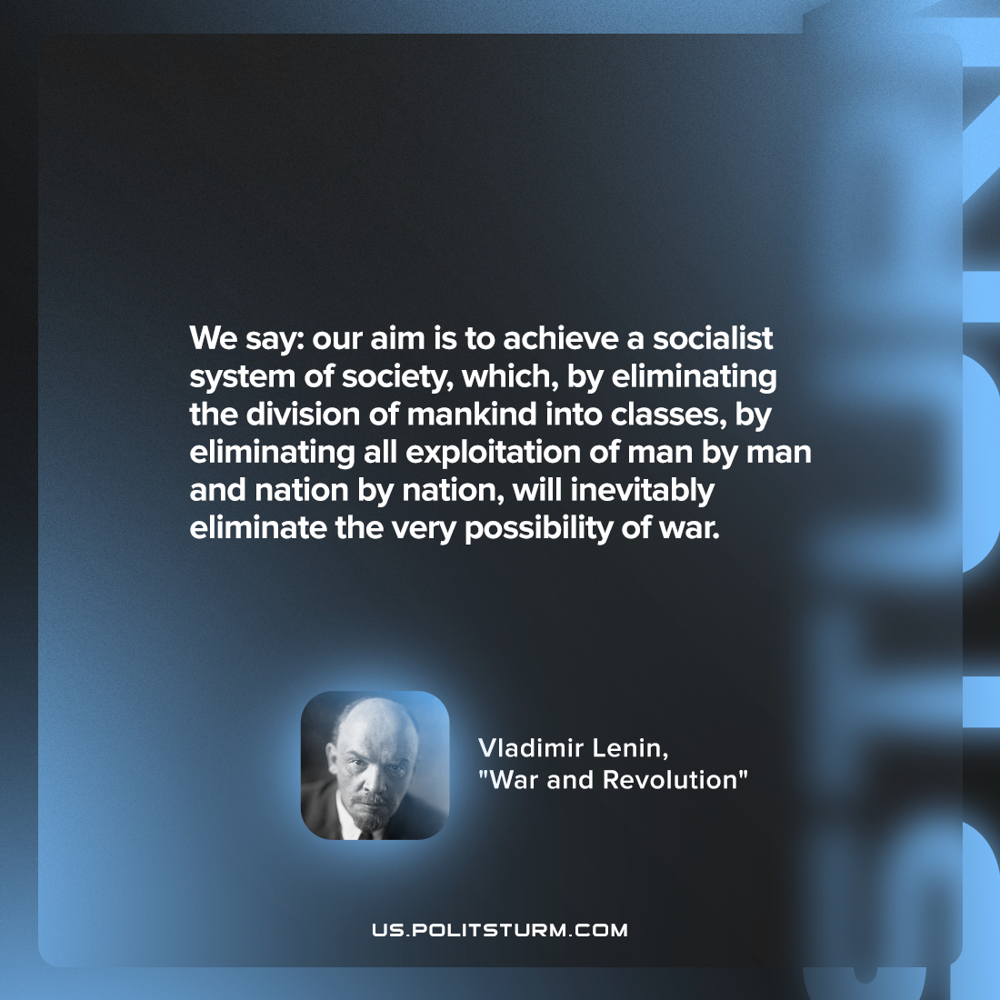 We say: our aim is to achieve a socialist
system of society, which, by eliminating
the division of mankind into classes, by
eliminating all exploitation of man by man
and nation by nation, will inevitably
eliminate the very possibility of war.
Vladimir Lenin,
"War and Revolution"
US.POLITSTURM.COM